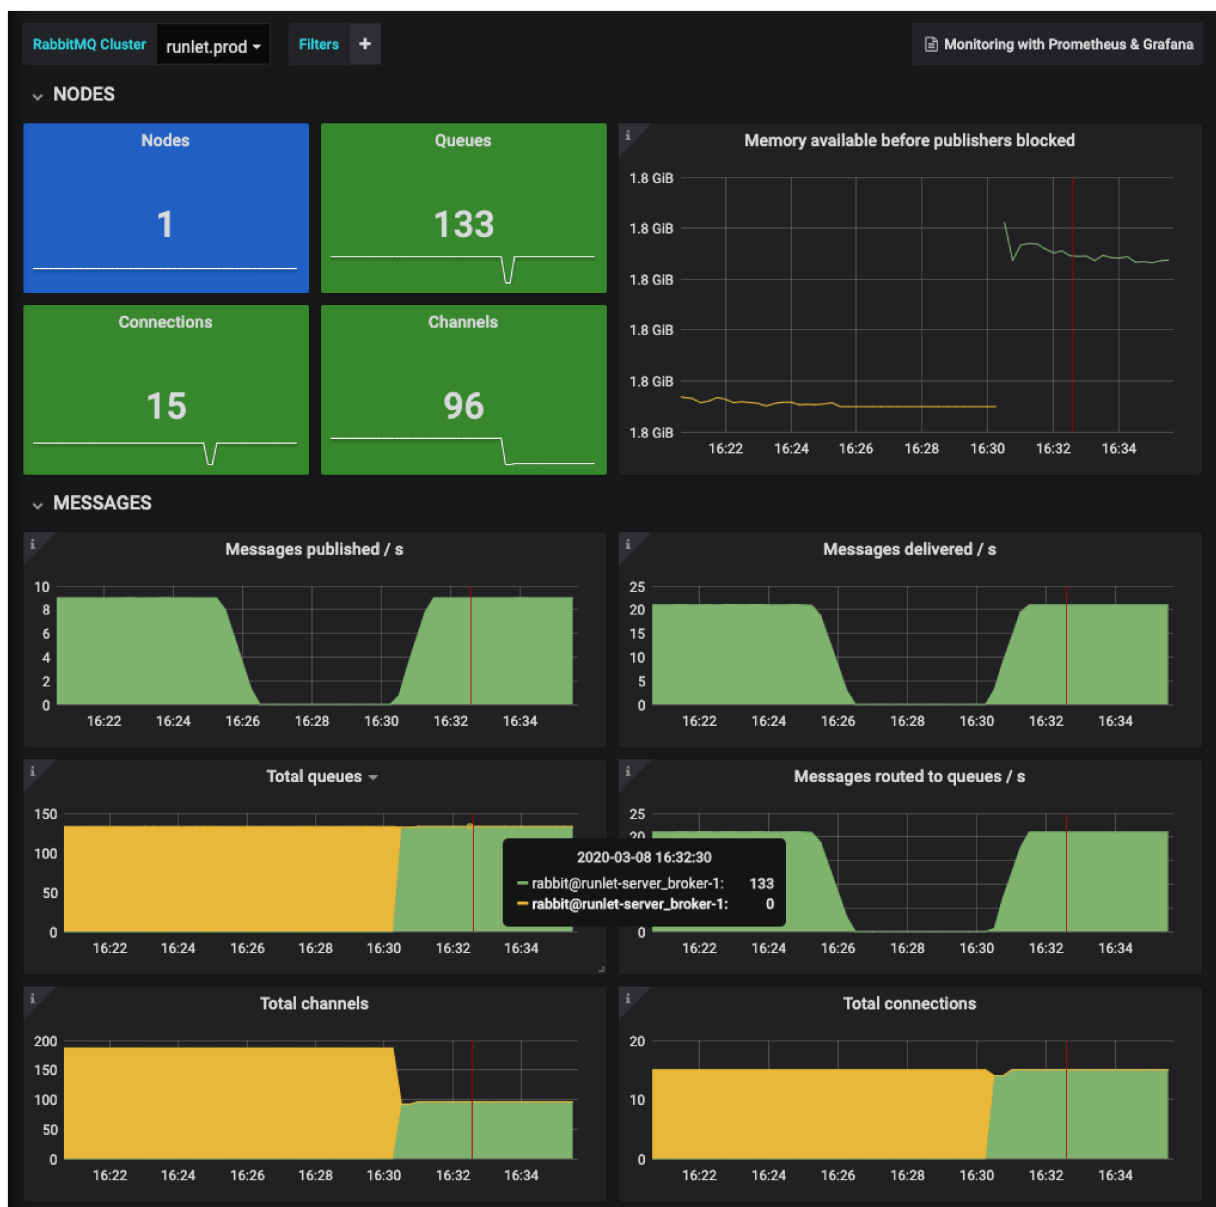 RabbitMQ Cluster runlet.prod Filters + Monitoring with Prometheus & Grafana
NODES
Nodes
1
Queues
133
Connections
15
Channels
96
i
Memory available before publishers blocked
1.8 GiB
1.8 GiB
1.8 GiB
1.8 GiB
1.8 GiB
1.8 GiB
16:22 16:24 16:26 16:28 16:30 16:32 16:34
MESSAGES
i
Messages published / s
10
8
6
4
2
0
16:22 16:24 16:26 16:28 16:30 16:32 16:34
i
Messages delivered / s
25
20
15
10
5
0
16:22 16:24 16:26 16:28 16:30 16:32 16:34
i
Total queues
150
100
50
0
16:22 16:24 16:26 16:28 16:30 16:32 16:34
2020-03-08 16:32:30
rabbit@runlet-server_broker-1: 133
rabbit@runlet-server_broker-1: 0
i
Messages routed to queues / s
25
20
0
16:22 16:24 16:26 16:28 16:30 16:32 16:34
i
Total channels
200
150
100
50
0
16:22 16:24 16:26 16:28 16:30 16:32 16:34
i
Total connections
20
10
0
16:22 16:24 16:26 16:28 16:30 16:32 16:34